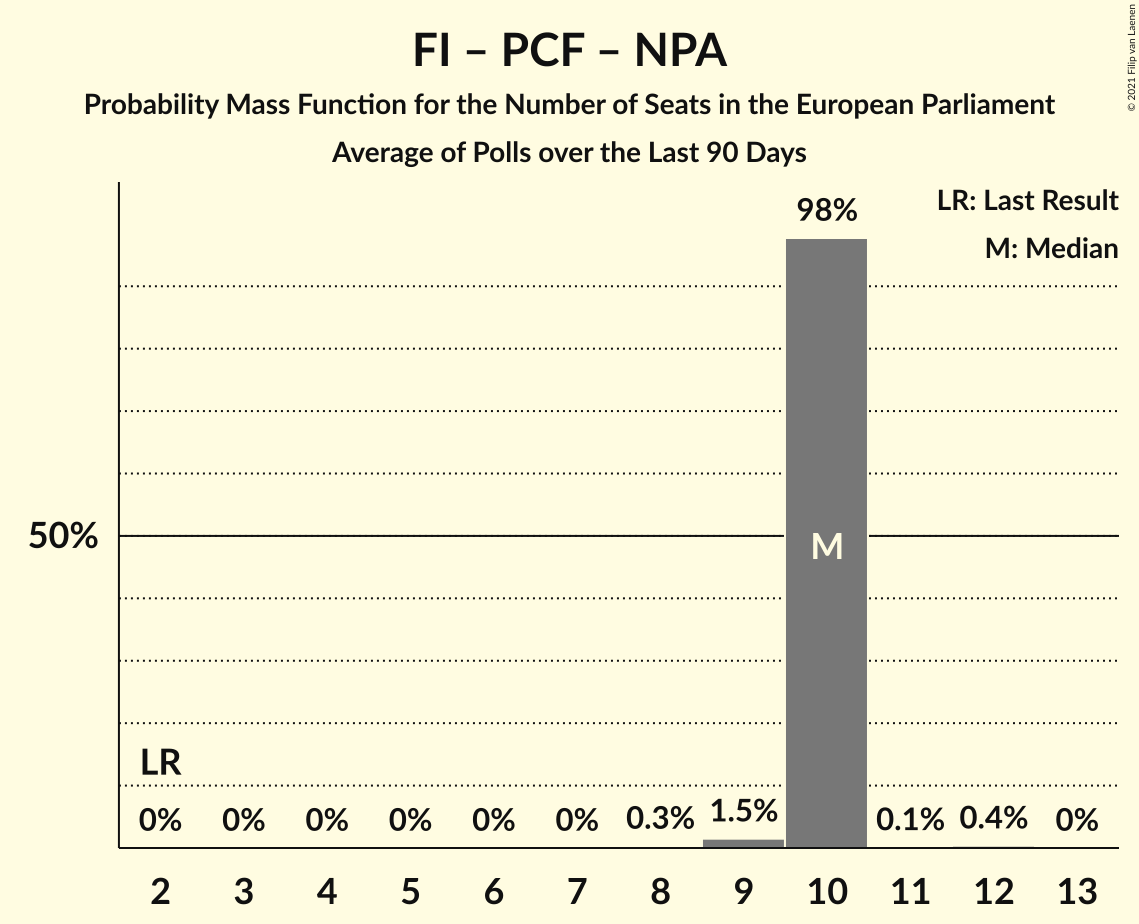 FI – PCF – NPA
Probability Mass Function for the Number of Seats in the European Parliament
Average of Polls over the Last 90 Days
© 2021 Filip van Laenen
LR: Last Result
M: Median
98%
50%
M
LR
0% 0% 0% 0% 0% 0% 0.3% 1.5% 0.1% 0.4% 0%
2 3 4 5 6 7 8 9 10 11 12 13